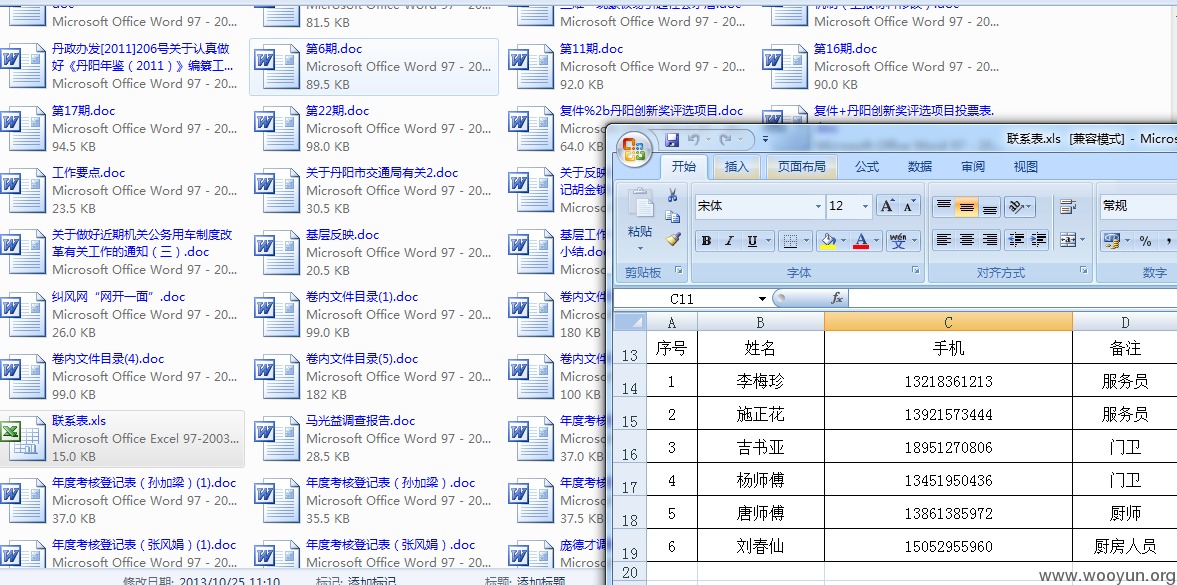 doc
Microsoft Office Word 97 - 20...
81.5 KB
Microsoft Office Word 97 - 20...
Microsoft Office Word 97 - 20...
丹政办发[2011]206号关于认真做
好《丹阳年鉴（2011）》编纂工...
Microsoft Office Word 97 - 20...
第6期.doc
Microsoft Office Word 97 - 20...
89.5 KB
第11期.doc
Microsoft Office Word 97 - 20...
92.0 KB
第16期.doc
Microsoft Office Word 97 - 20...
90.0 KB
第17期.doc
Microsoft Office Word 97 - 20...
94.5 KB
第22期.doc
Microsoft Office Word 97 - 20...
98.0 KB
复件%2b丹阳创新奖评选项目.doc
Microsoft Office Word 97 - 20...
64.0 KB
复件+丹阳创新奖评选项目投票表.
doc
工作要点.doc
Microsoft Office Word 97 - 20...
23.5 KB
关于丹阳市交通局有关2.doc
Microsoft Office Word 97 - 20...
30.5 KB
关于反映
记胡金锁
Microsoft
关于做好近期机关公务用车制度改
革有关工作的通知（三）.doc
Microsoft Office Word 97 - 20...
基层反映.doc
Microsoft Office Word 97 - 20...
20.5 KB
基层工作
小结.doc
Microsoft
纠风网“网开一面”.doc
Microsoft Office Word 97 - 20...
26.0 KB
卷内文件目录(1).doc
Microsoft Office Word 97 - 20...
99.0 KB
卷内文件
Microsoft
180 KB
卷内文件目录(4).doc
Microsoft Office Word 97 - 20...
99.0 KB
卷内文件目录(5).doc
Microsoft Office Word 97 - 20...
182 KB
卷内文件
Microsoft
100 KB
联系表.xls
Microsoft Office Excel 97-2003...
15.0 KB
马光益调查报告.doc
Microsoft Office Word 97 - 20...
28.5 KB
年度考核
Microsoft
37.0 KB
年度考核登记表（孙加梁）(1).doc
Microsoft Office Word 97 - 20...
37.0 KB
年度考核登记表（孙加梁）.doc
Microsoft Office Word 97 - 20...
35.5 KB
年度考核
Microsoft
37.5 KB
年度考核登记表（张风娟）(1).doc
Microsoft Office Word 97 - 20...
年度考核登记表（张风娟）.doc
Microsoft Office Word 97 - 20...
庞德才调
Microsoft
修改日期: 2013/10/25 11:10
标记: 添加标记
标题: 添加标题
联系表.xls [兼容模式] - Micros
开始 插入 页面布局 公式 数据 审阅 视图
粘贴
宋体 12
常规
B I U A wén 文
%
剪贴板 字体 对齐方式 数字
C11 fx
A B C D
13 序号 姓名 手机 备注
14 1 李梅珍 13218361213 服务员
15 2 施正花 13921573444 服务员
16 3 吉书亚 18951270806 门卫
17 4 杨师傅 13451950436 门卫
18 5 唐师傅 13861385972 厨师
19 6 刘春仙 15052955960 厨房人员
20
www.wooyun.org